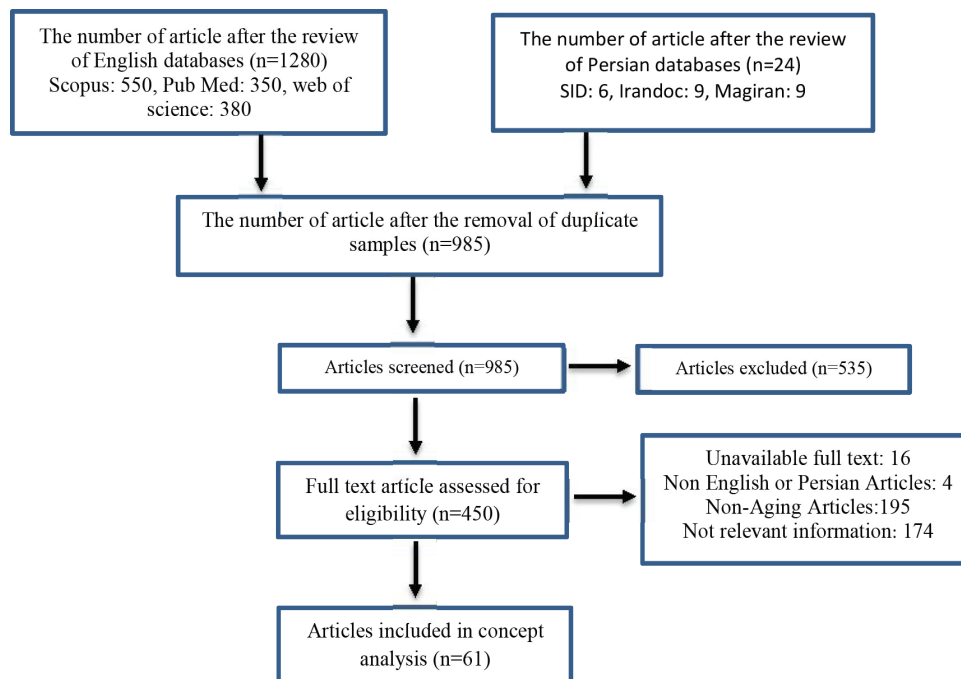 The number of article after the review
of English databases (n=1280)
Scopus: 550, Pub Med: 350, web of
science: 380
The number of article after the review
of Persian databases (n=24)
SID: 6, Irandoc: 9, Magiran: 9
The number of article after the removal of duplicate
samples (n=985)
Articles screened (n=985)
Articles excluded (n=535)
Full text article assessed for
eligibility (n=450)
Unavailable full text: 16
Non English or Persian Articles: 4
Non-Aging Articles:195
Not relevant information: 174
Articles included in concept
analysis (n=61)